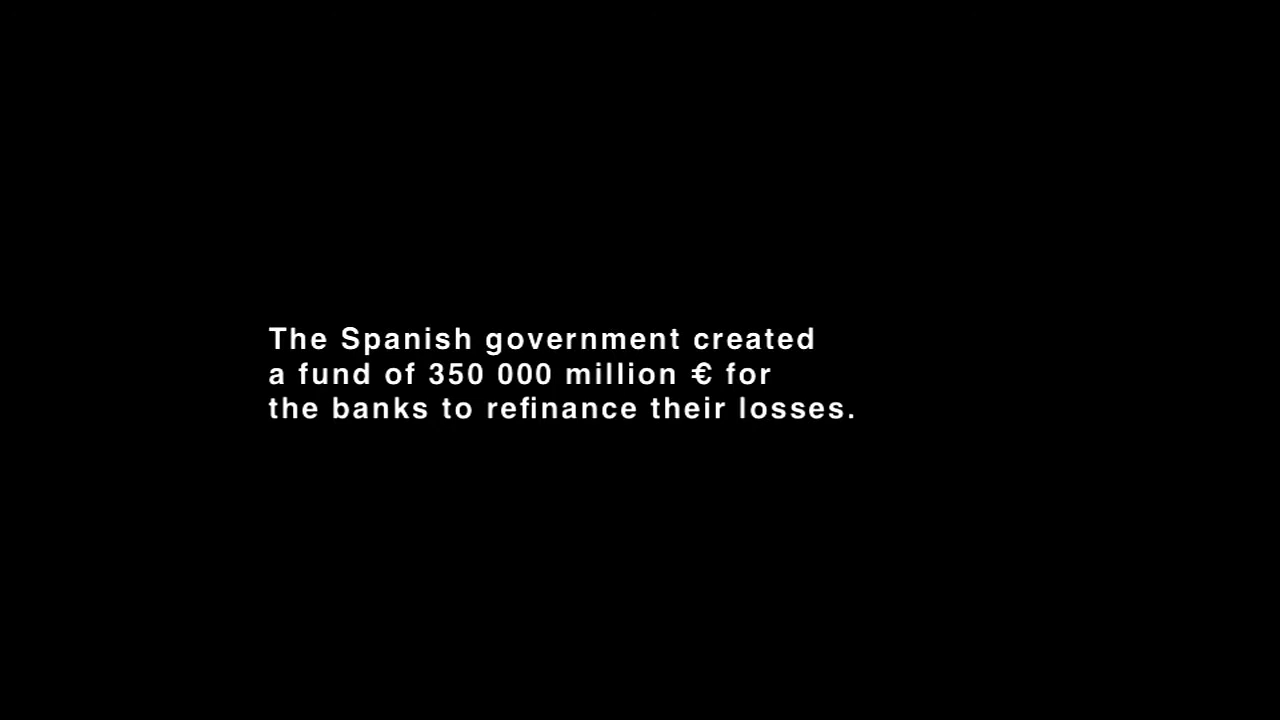 The Spanish government created
a fund of 350 000 million € for
the banks to refinance their losses.